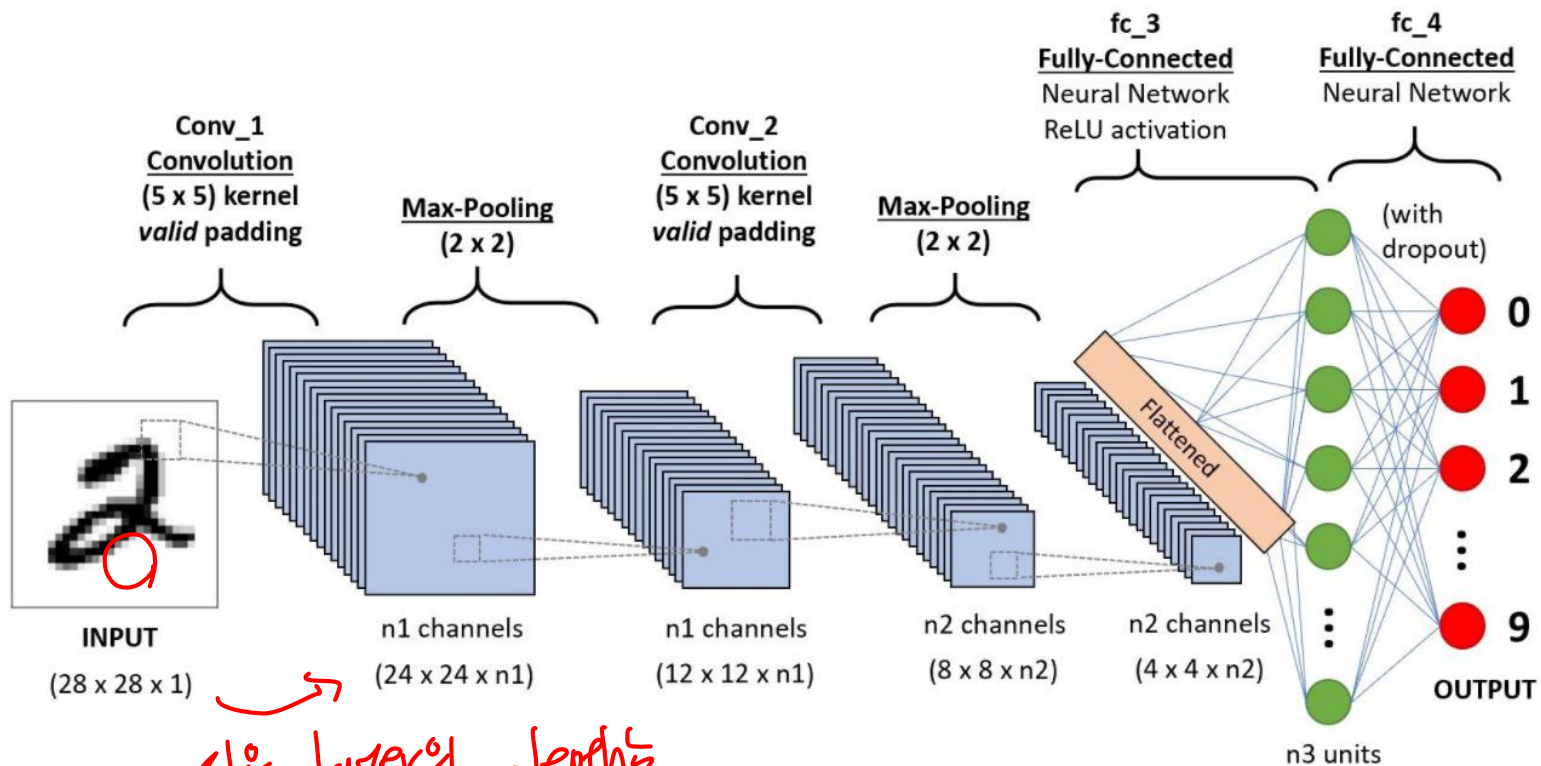 fc_3
Fully-Connected
Neural Network
ReLU activation
fc_4
Fully-Connected
Neural Network
Conv_1
Convolution
(5 x 5) kernel
valid padding
Max-Pooling
(2 x 2)
Conv_2
Convolution
(5 x 5) kernel
valid padding
Max-Pooling
(2 x 2)
(with
dropout)
0
1
2
9
Flattened
INPUT
(28 x 28 x 1)
n1 channels
(24 x 24 x n1)
n1 channels
(12 x 12 x n1)
n2 channels
(8 x 8 x n2)
n2 channels
(4 x 4 x n2)
OUTPUT
n3 units